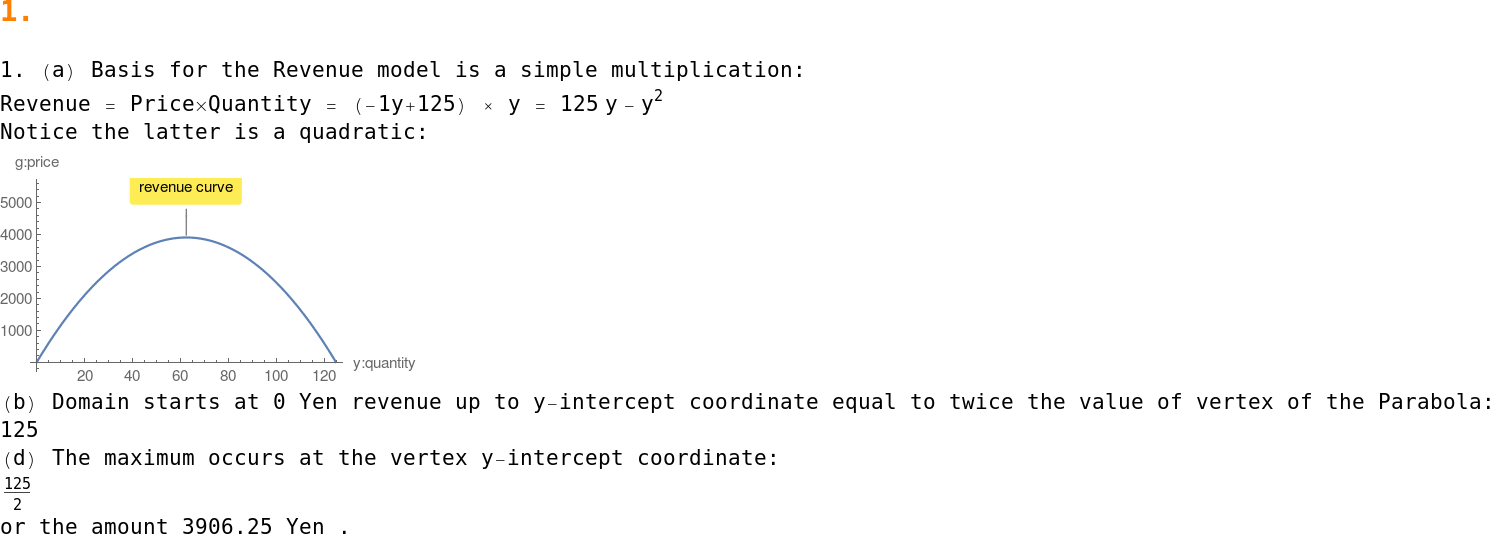 1.
1. (a) Basis for the Revenue model is a simple multiplication:
Revenue = Price×Quantity = (-1y+125) × y = 125 y - y²
Notice the latter is a quadratic:
g:price
revenue curve
5000
4000
3000
2000
1000
y:quantity
20 40 60 80 100 120
(b) Domain starts at 0 Yen revenue up to y-intercept coordinate equal to twice the value of vertex of the Parabola:
125
(d) The maximum occurs at the vertex y-intercept coordinate:
125
2
or the amount 3906.25 Yen .